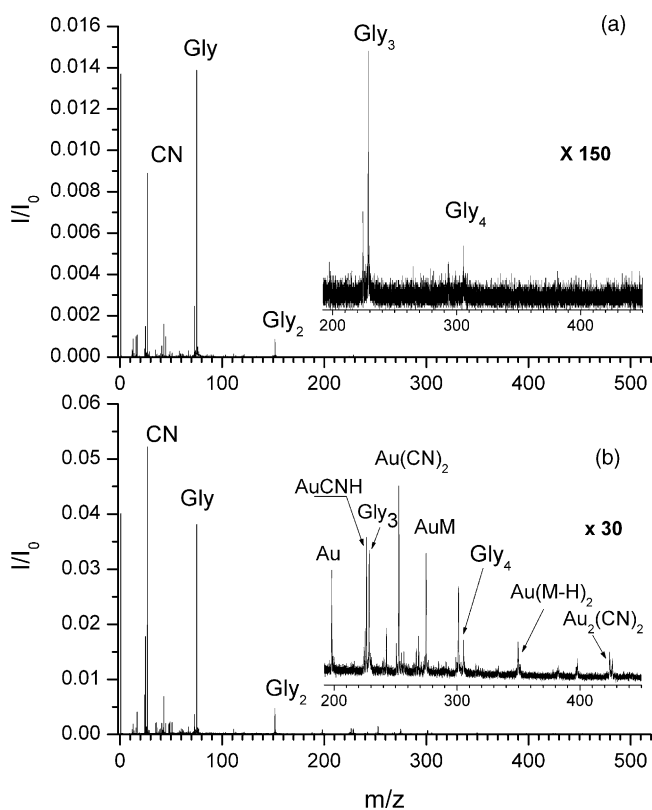 (a)
0.016
0.014
0.012
0.010
0.008
0.006
0.004
0.002
0.000
I/I₀
CN
Gly
Gly₂
Gly₃
Gly₄
X 150
200 300 400
0 100 200 300 400 500
(b)
0.06
0.05
0.04
0.03
0.02
0.01
0.00
I/I₀
CN
Gly
Gly₂
Au
AuCNH
Gly₃
Au(CN)₂
AuM
Gly₄
Au(M-H)₂
Au₂(CN)₂
x 30
200 300 400
0 100 200 300 400 500
m/z